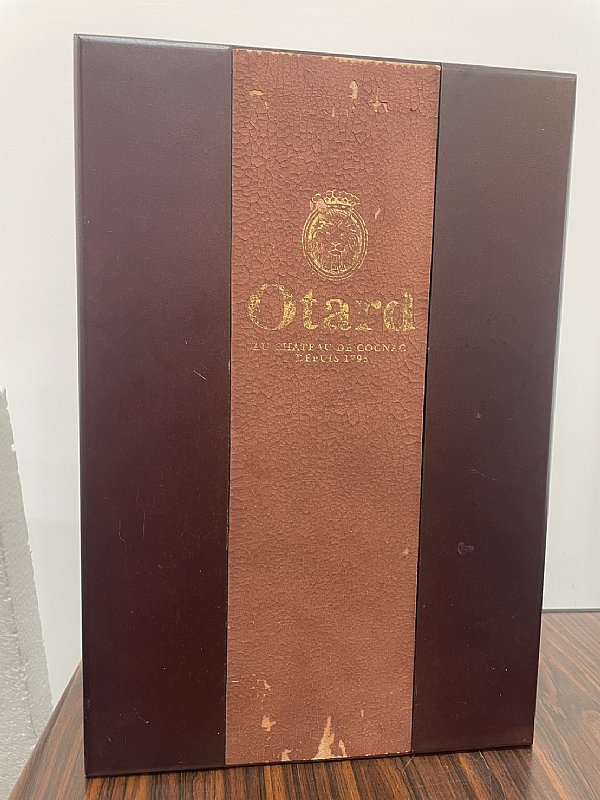 Otard
AU CHATEAU DE COGNAC
DEPUIS 1795